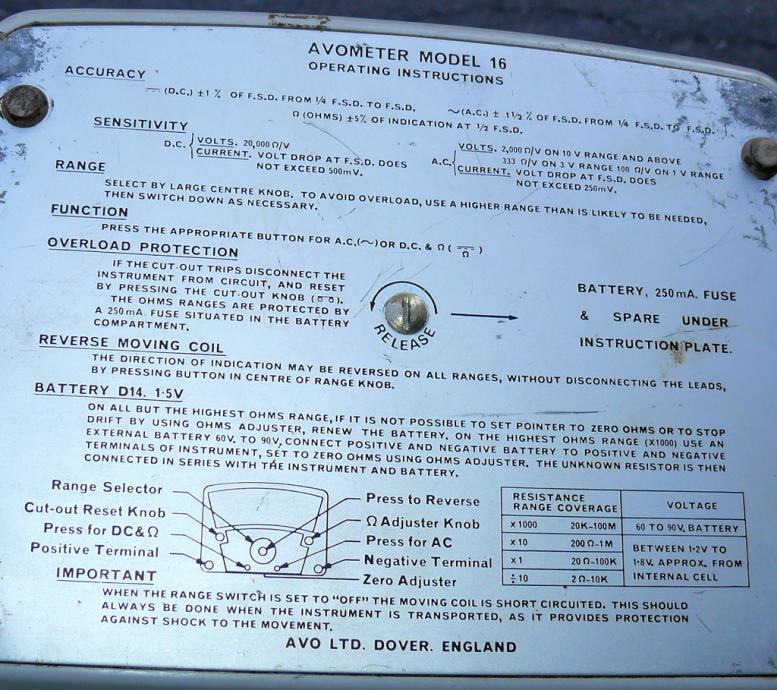 AVOMETER MODEL 16
OPERATING INSTRUCTIONS
ACCURACY
⎓ (D.C.) ±1 % OF F.S.D. FROM ¼ F.S.D. TO F.S.D. ~(A.C.) ± 1½ % OF F.S.D. FROM ¼ F.S.D. TO F.S.D.
Ω (OHMS) ±5% OF INDICATION AT ½ F.S.D.
SENSITIVITY
D.C. { VOLTS. 20,000 Ω/V
CURRENT. VOLT DROP AT F.S.D. DOES
NOT EXCEED 500mV.
A.C. { VOLTS. 2,000 Ω/V ON 10 V RANGE AND ABOVE
333 Ω/V ON 3 V RANGE 100 Ω/V ON 1 V RANGE
CURRENT. VOLT DROP AT F.S.D. DOES
NOT EXCEED 250mV.
RANGE
SELECT BY LARGE CENTRE KNOB. TO AVOID OVERLOAD, USE A HIGHER RANGE THAN IS LIKELY TO BE NEEDED,
THEN SWITCH DOWN AS NECESSARY.
FUNCTION
PRESS THE APPROPRIATE BUTTON FOR A.C.(~) OR D.C. & Ω ( ⎓ Ω )
OVERLOAD PROTECTION
IF THE CUT-OUT TRIPS DISCONNECT THE
INSTRUMENT FROM CIRCUIT, AND RESET
BY PRESSING THE CUT-OUT KNOB (o o).
THE OHMS RANGES ARE PROTECTED BY
A 250mA. FUSE SITUATED IN THE BATTERY
COMPARTMENT.
RELEASE
BATTERY, 250mA. FUSE
& SPARE UNDER
INSTRUCTION PLATE.
REVERSE MOVING COIL
THE DIRECTION OF INDICATION MAY BE REVERSED ON ALL RANGES, WITHOUT DISCONNECTING THE LEADS,
BY PRESSING BUTTON IN CENTRE OF RANGE KNOB.
BATTERY D14. 1·5V
ON ALL BUT THE HIGHEST OHMS RANGE, IF IT IS NOT POSSIBLE TO SET POINTER TO ZERO OHMS OR TO STOP
DRIFT BY USING OHMS ADJUSTER, RENEW THE BATTERY. ON THE HIGHEST OHMS RANGE (X1000) USE AN
EXTERNAL BATTERY 60V. TO 90V, CONNECT POSITIVE AND NEGATIVE BATTERY TO POSITIVE AND NEGATIVE
TERMINALS OF INSTRUMENT, SET TO ZERO OHMS USING OHMS ADJUSTER. THE UNKNOWN RESISTOR IS THEN
CONNECTED IN SERIES WITH THE INSTRUMENT AND BATTERY.
Range Selector
Cut-out Reset Knob
Press for DC&Ω
Positive Terminal
Press to Reverse
Ω Adjuster Knob
Press for AC
Negative Terminal
Zero Adjuster
RESISTANCE RANGE COVERAGE VOLTAGE
x 1000 20K-100M 60 TO 90V. BATTERY
x 10 200Ω-1M BETWEEN 1·2V TO
x 1 20Ω-100K 1·8V. APPROX. FROM
÷10 2Ω-10K INTERNAL CELL
IMPORTANT
WHEN THE RANGE SWITCH IS SET TO "OFF" THE MOVING COIL IS SHORT CIRCUITED. THIS SHOULD
ALWAYS BE DONE WHEN THE INSTRUMENT IS TRANSPORTED, AS IT PROVIDES PROTECTION
AGAINST SHOCK TO THE MOVEMENT.
AVO LTD. DOVER. ENGLAND